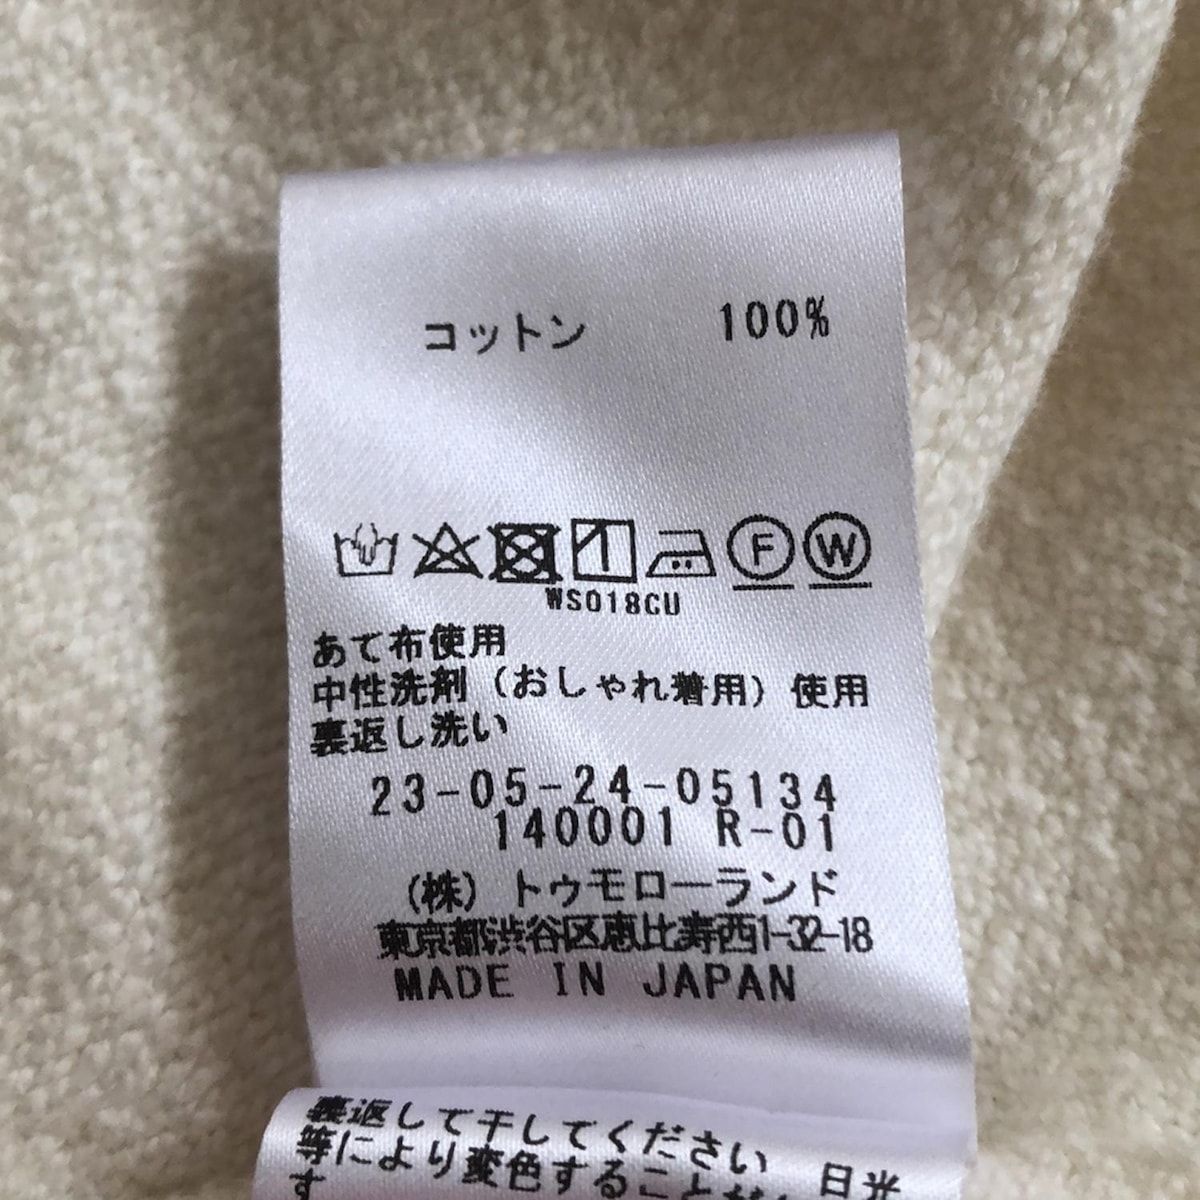 コットン 100%
F W
WS018CU
あて布使用
中性洗剤(おしゃれ着用)使用
裏返し洗い
23-05-24-05134
140001 R-01
(株)トゥモローランド
東京都渋谷区恵比寿西1-32-18
MADE IN JAPAN
裏返して干してください 日光
等により変色すること
す